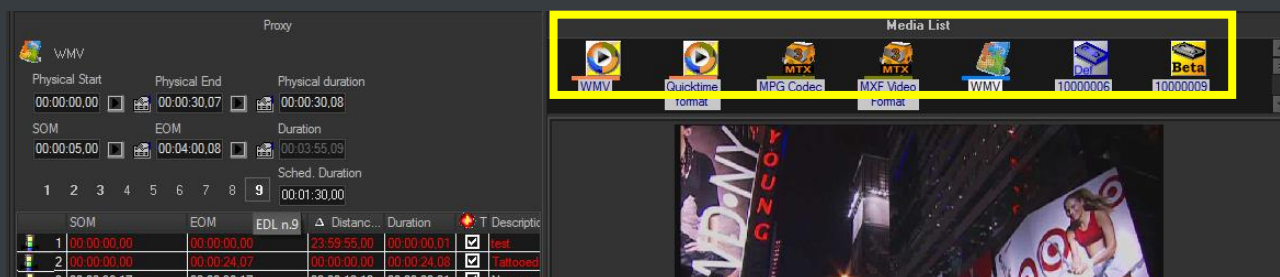 Proxy
WMV
Physical Start Physical End Physical duration
00:00:00,00 00:00:30,07 00:00:30,08
SOM EOM Duration
00:00:05,00 00:04:00,08 00:03:55,09
Sched. Duration
1 2 3 4 5 6 7 8 9 00:01:30,00
SOM EOM EDL n.9 Δ Distanc... Duration T Descriptic
1 00:00:00,00 00:00:00,00 23:59:55,00 00:00:00,01 test
2 00:00:00,00 00:00:24,07 00:00:00,00 00:00:24,08 Tattooed
Media List
MTX MTX Def Beta
WMV Quicktime format MPG Codec MXF Video Format WMV 10000006 10000009
YOUNG
ND•NY